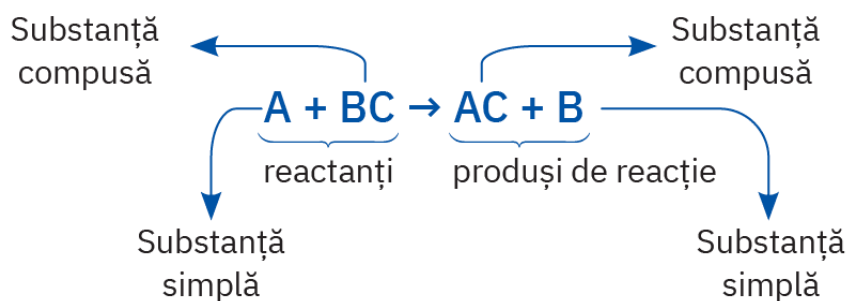 Substanță
compusă
Substanță
compusă
A + BC → AC + B
reactanți
produși de reacție
Substanță
simplă
Substanță
simplă